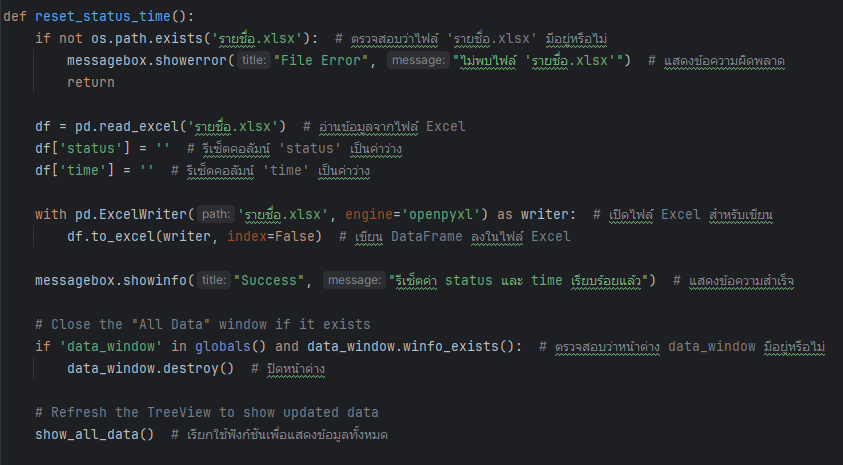 def reset_status_time():
    if not os.path.exists('รายชื่อ.xlsx'):  # ตรวจสอบว่าไฟล์ 'รายชื่อ.xlsx' มีอยู่หรือไม่
        messagebox.showerror( title: "File Error", message: "ไม่พบไฟล์ 'รายชื่อ.xlsx'")  # แสดงข้อความผิดพลาด
        return
    df = pd.read_excel('รายชื่อ.xlsx')  # อ่านข้อมูลจากไฟล์ Excel
    df['status'] = ''  # รีเซ็ตคอลัมน์ 'status' เป็นค่าว่าง
    df['time'] = ''  # รีเซ็ตคอลัมน์ 'time' เป็นค่าว่าง
    with pd.ExcelWriter( path: 'รายชื่อ.xlsx', engine='openpyxl') as writer:  # เปิดไฟล์ Excel สำหรับเขียน
        df.to_excel(writer, index=False)  # เขียน DataFrame ลงในไฟล์ Excel
    messagebox.showinfo( title: "Success", message: "รีเซ็ตค่า status และ time เรียบร้อยแล้ว")  # แสดงข้อความสำเร็จ
    # Close the "All Data" window if it exists
    if 'data_window' in globals() and data_window.winfo_exists():  # ตรวจสอบว่าหน้าต่าง data_window มีอยู่หรือไม่
        data_window.destroy()  # ปิดหน้าต่าง
    # Refresh the TreeView to show updated data
    show_all_data()  # เรียกใช้ฟังก์ชันเพื่อแสดงข้อมูลทั้งหมด